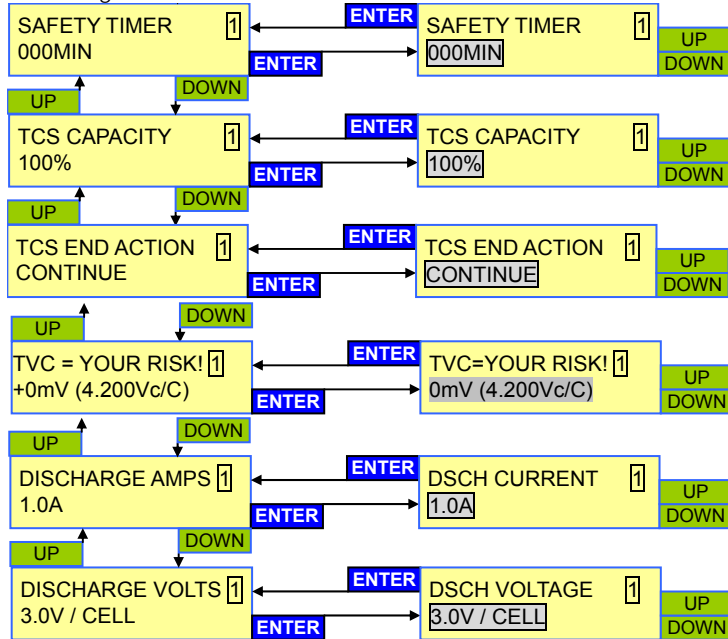 ENTER
SAFETY TIMER 1
000MIN
SAFETY TIMER 1
000MIN
UP
DOWN
ENTER
UP
DOWN
ENTER
TCS CAPACITY 1
100%
TCS CAPACITY 1
100%
UP
DOWN
ENTER
UP
DOWN
ENTER
TCS END ACTION 1
CONTINUE
TCS END ACTION 1
CONTINUE
UP
DOWN
ENTER
UP
DOWN
ENTER
TVC = YOUR RISK! 1
+0mV (4.200Vc/C)
TVC=YOUR RISK! 1
0mV (4.200Vc/C)
UP
DOWN
ENTER
UP
DOWN
ENTER
DISCHARGE AMPS 1
1.0A
DSCH CURRENT 1
1.0A
UP
DOWN
ENTER
UP
DOWN
ENTER
DISCHARGE VOLTS 1
3.0V / CELL
DSCH VOLTAGE 1
3.0V / CELL
UP
DOWN
ENTER